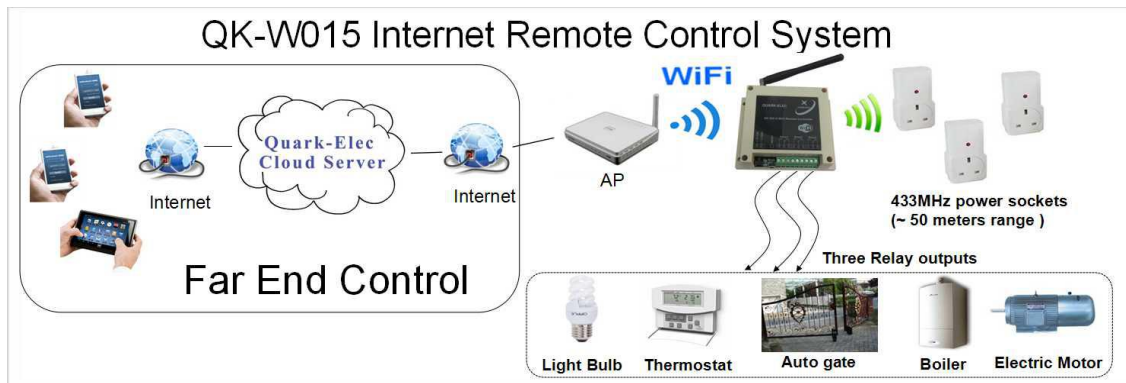 QK-W015 Internet Remote Control System
WiFi
Quark-Elec
Cloud Server
Internet
Internet
AP
433MHz power sockets
(~ 50 meters range )
Far End Control
Three Relay outputs
Light Bulb
Thermostat
Auto gate
Boiler
Electric Motor